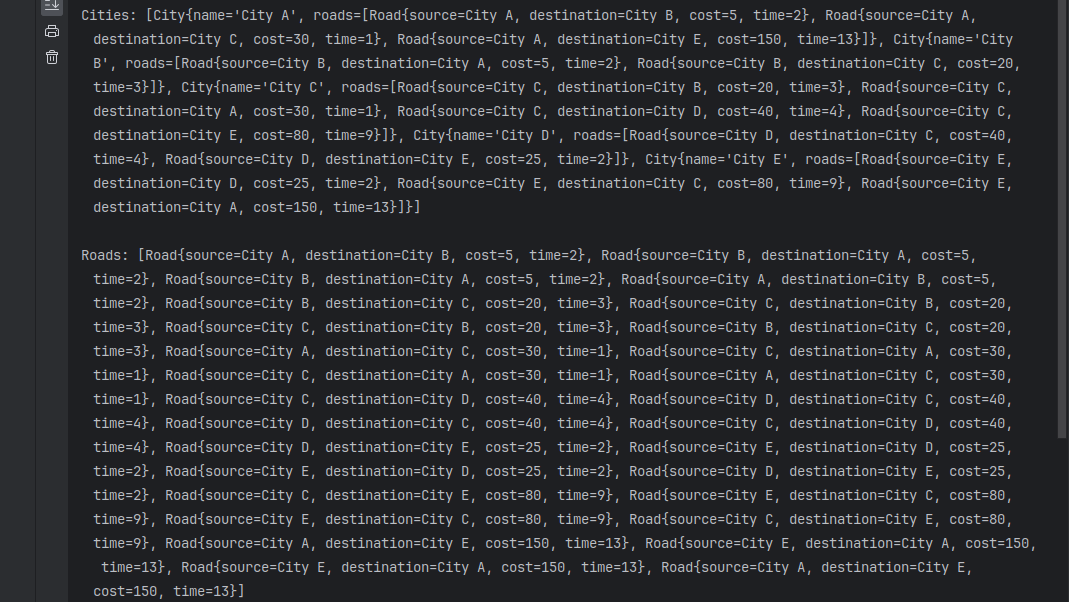 Cities: [City{name='City A', roads=[Road{source=City A, destination=City B, cost=5, time=2}, Road{source=City A,
destination=City C, cost=30, time=1}, Road{source=City A, destination=City E, cost=150, time=13}]}, City{name='City
B', roads=[Road{source=City B, destination=City A, cost=5, time=2}, Road{source=City B, destination=City C, cost=20,
time=3}]}, City{name='City C', roads=[Road{source=City C, destination=City B, cost=20, time=3}, Road{source=City C,
destination=City A, cost=30, time=1}, Road{source=City C, destination=City D, cost=40, time=4}, Road{source=City C,
destination=City E, cost=80, time=9}]}, City{name='City D', roads=[Road{source=City D, destination=City C, cost=40,
time=4}, Road{source=City D, destination=City E, cost=25, time=2}]}, City{name='City E', roads=[Road{source=City E,
destination=City D, cost=25, time=2}, Road{source=City E, destination=City C, cost=80, time=9}, Road{source=City E,
destination=City A, cost=150, time=13}]}]
Roads: [Road{source=City A, destination=City B, cost=5, time=2}, Road{source=City B, destination=City A, cost=5,
time=2}, Road{source=City B, destination=City A, cost=5, time=2}, Road{source=City A, destination=City B, cost=5,
time=2}, Road{source=City B, destination=City C, cost=20, time=3}, Road{source=City C, destination=City B, cost=20,
time=3}, Road{source=City C, destination=City B, cost=20, time=3}, Road{source=City B, destination=City C, cost=20,
time=3}, Road{source=City A, destination=City C, cost=30, time=1}, Road{source=City C, destination=City A, cost=30,
time=1}, Road{source=City C, destination=City A, cost=30, time=1}, Road{source=City A, destination=City C, cost=30,
time=1}, Road{source=City C, destination=City D, cost=40, time=4}, Road{source=City D, destination=City C, cost=40,
time=4}, Road{source=City D, destination=City C, cost=40, time=4}, Road{source=City C, destination=City D, cost=40,
time=4}, Road{source=City D, destination=City E, cost=25, time=2}, Road{source=City E, destination=City D, cost=25,
time=2}, Road{source=City E, destination=City D, cost=25, time=2}, Road{source=City D, destination=City E, cost=25,
time=2}, Road{source=City C, destination=City E, cost=80, time=9}, Road{source=City E, destination=City C, cost=80,
time=9}, Road{source=City E, destination=City C, cost=80, time=9}, Road{source=City C, destination=City E, cost=80,
time=9}, Road{source=City A, destination=City E, cost=150, time=13}, Road{source=City E, destination=City A, cost=150,
time=13}, Road{source=City E, destination=City A, cost=150, time=13}, Road{source=City A, destination=City E,
cost=150, time=13}]